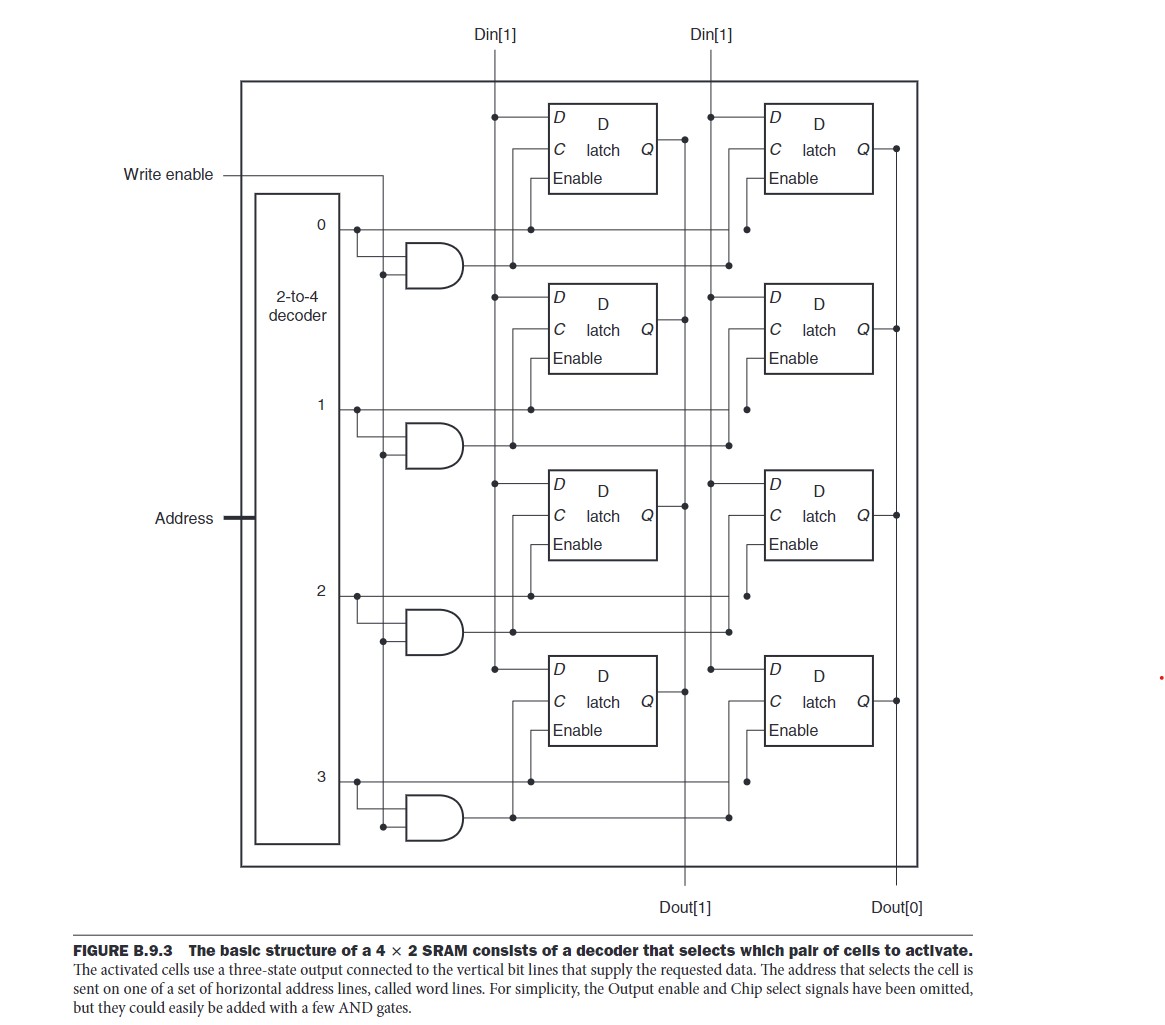 Din[1] Din[1]
D D D D
C latch Q C latch Q
Enable Enable
Write enable
0
D D D D
2-to-4
decoder
C latch Q C latch Q
Enable Enable
1
D D D D
Address
C latch Q C latch Q
Enable Enable
2
D D D D
C latch Q C latch Q
Enable Enable
3
Dout[1] Dout[0]
FIGURE B.9.3 The basic structure of a 4 × 2 SRAM consists of a decoder that selects which pair of cells to activate.
The activated cells use a three-state output connected to the vertical bit lines that supply the requested data. The address that selects the cell is
sent on one of a set of horizontal address lines, called word lines. For simplicity, the Output enable and Chip select signals have been omitted,
but they could easily be added with a few AND gates.